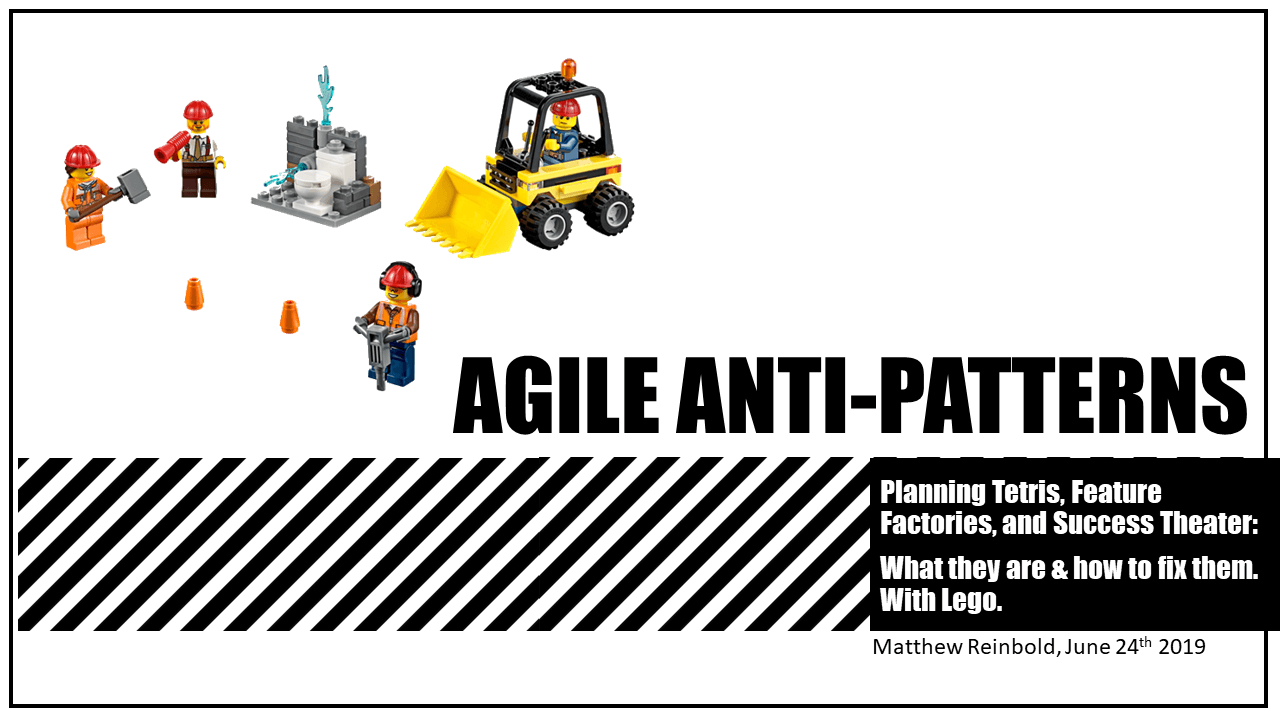 AGILE ANTI-PATTERNS
Planning Tetris, Feature
Factories, and Success Theater:
What they are & how to fix them.
With Lego.
Matthew Reinbold, June 24th 2019